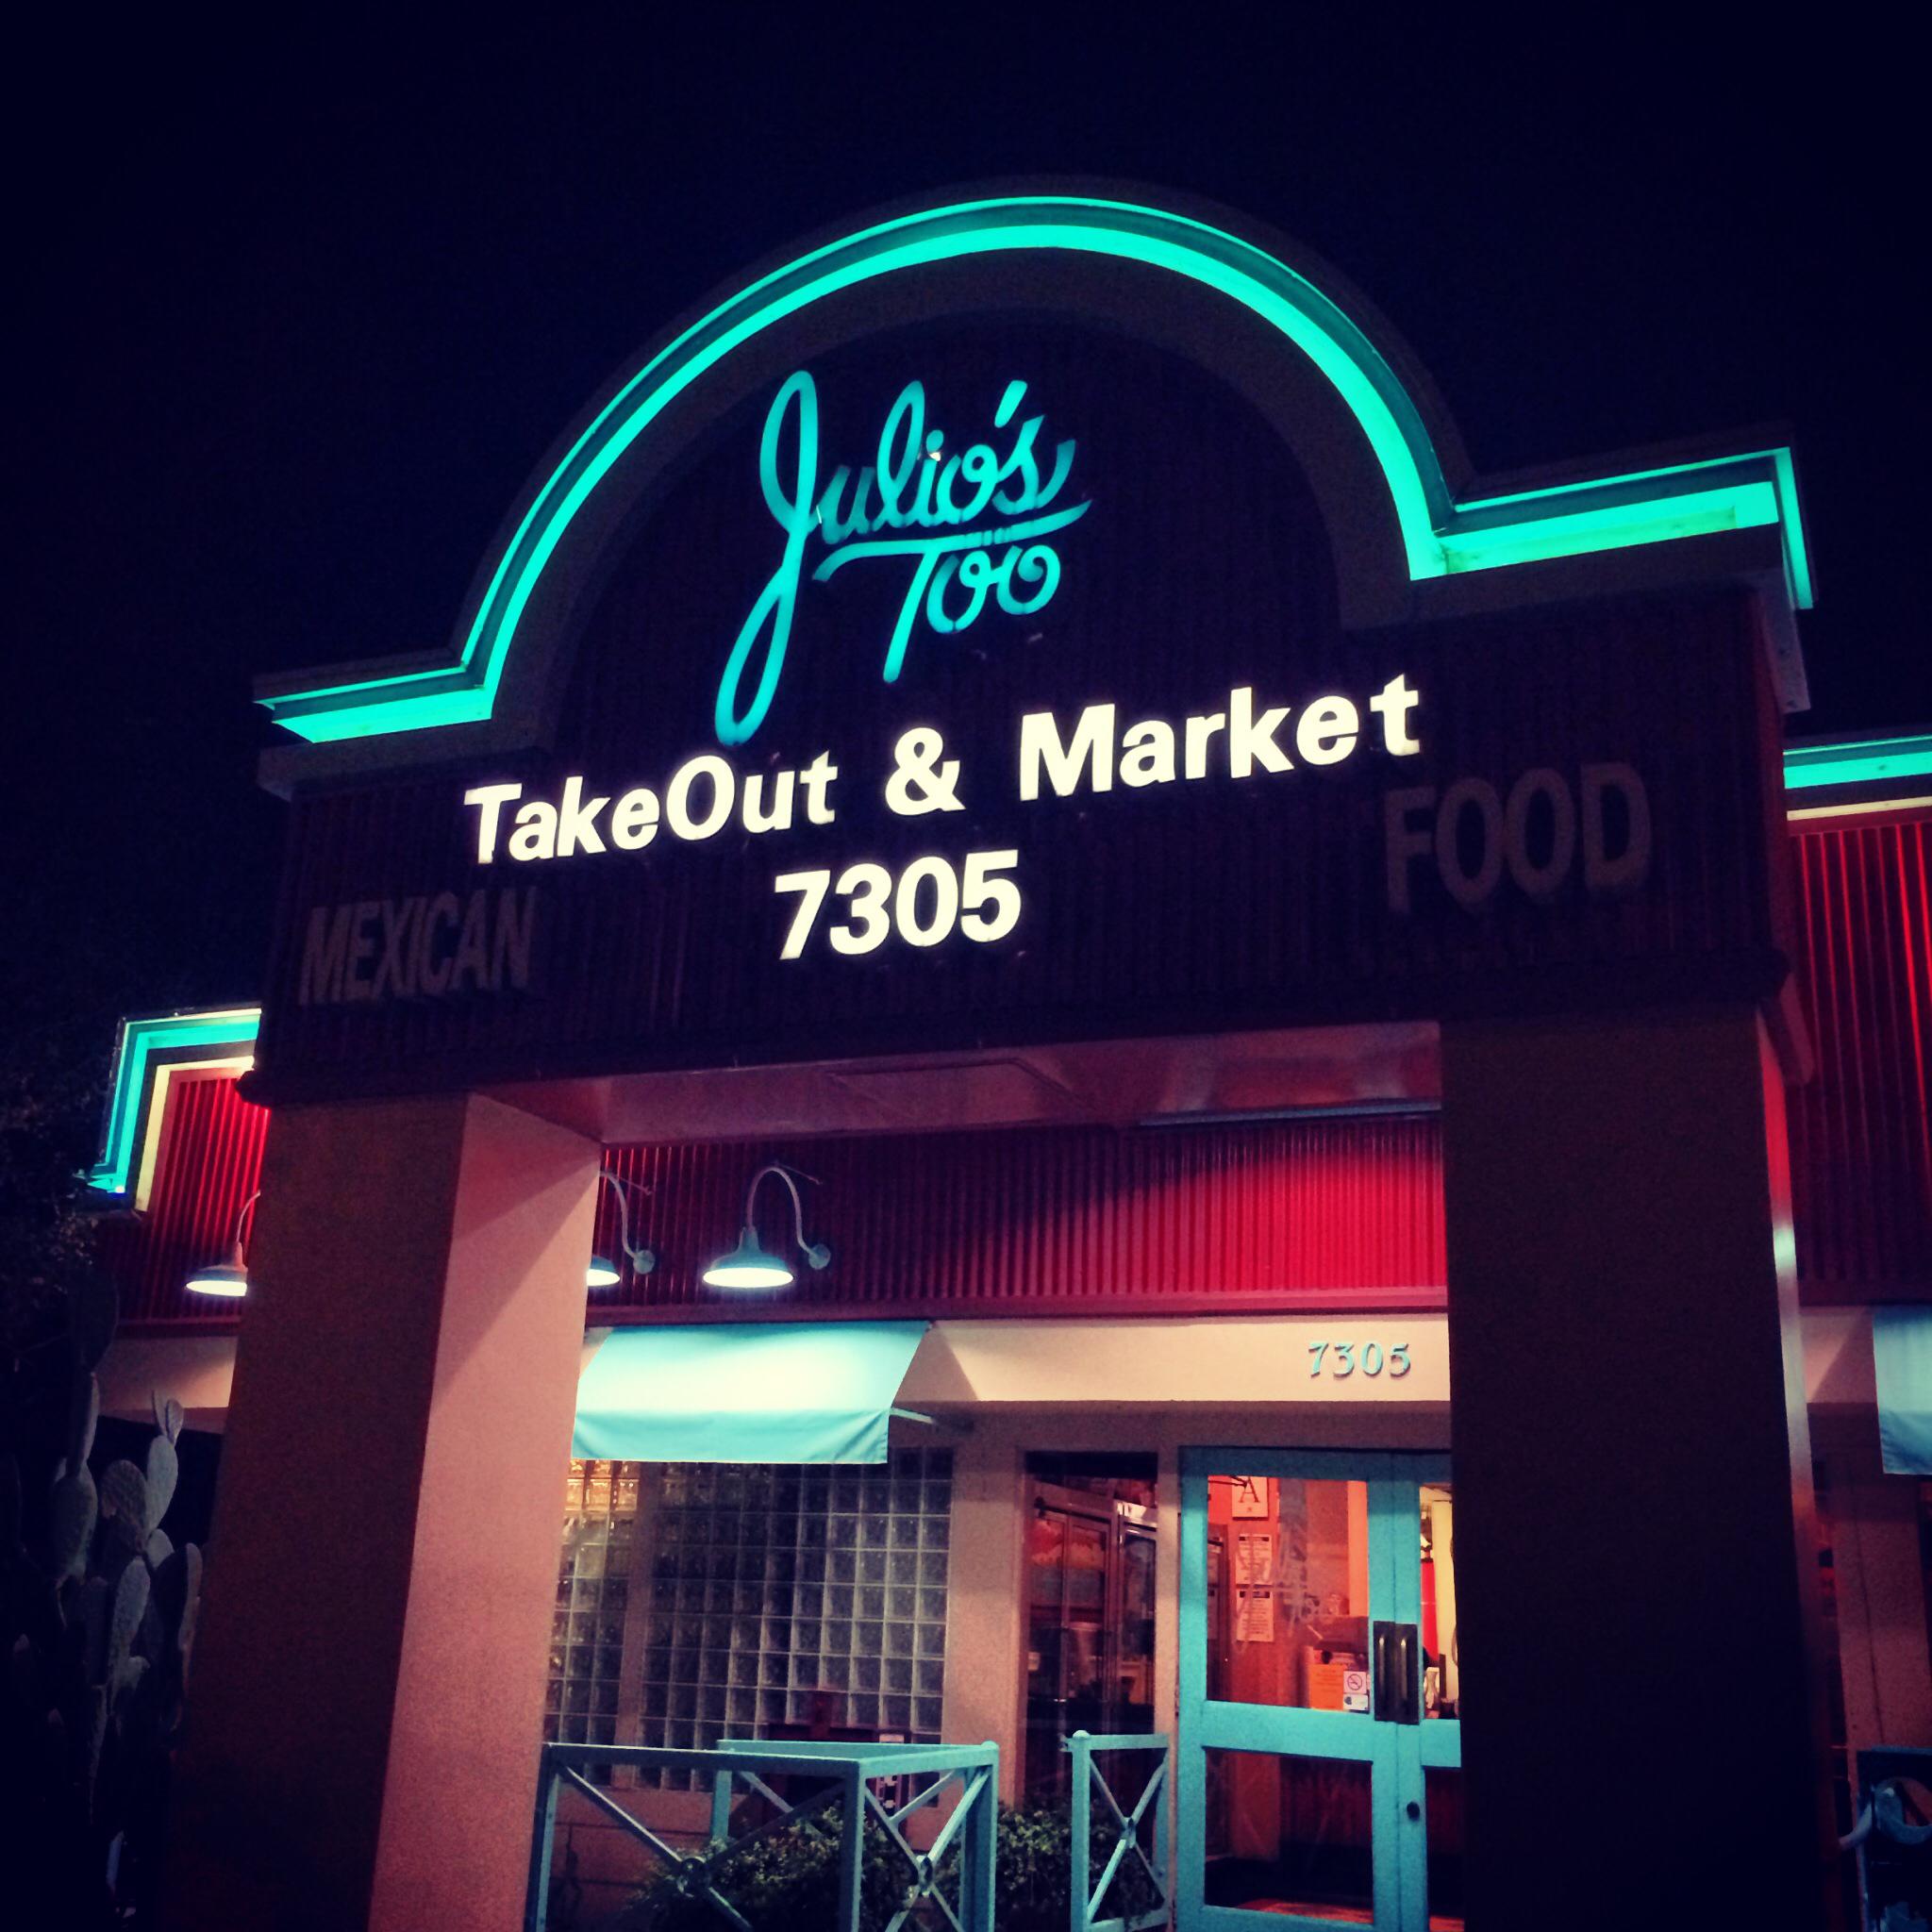 Julio's
Too
TakeOut & Market
MEXICAN 7305 FOOD
7305
A